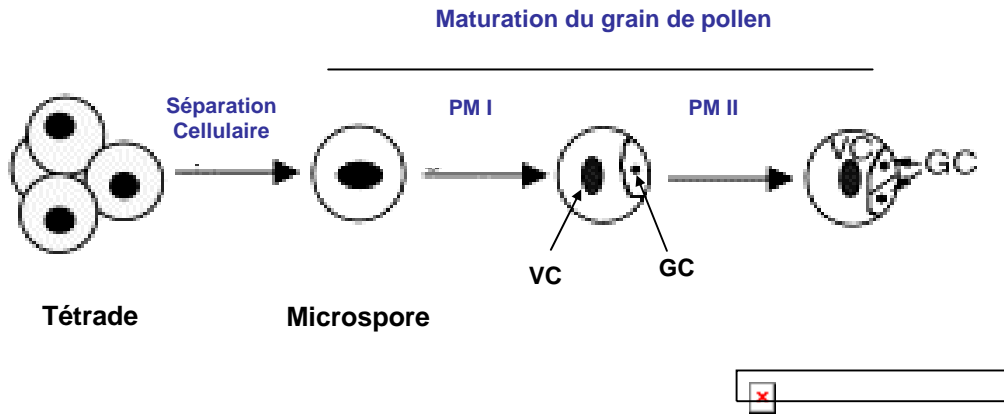 Maturation du grain de pollen
Séparation
Cellulaire
PM I
PM II
VC
GC
VC
GC
Tétrade
Microspore